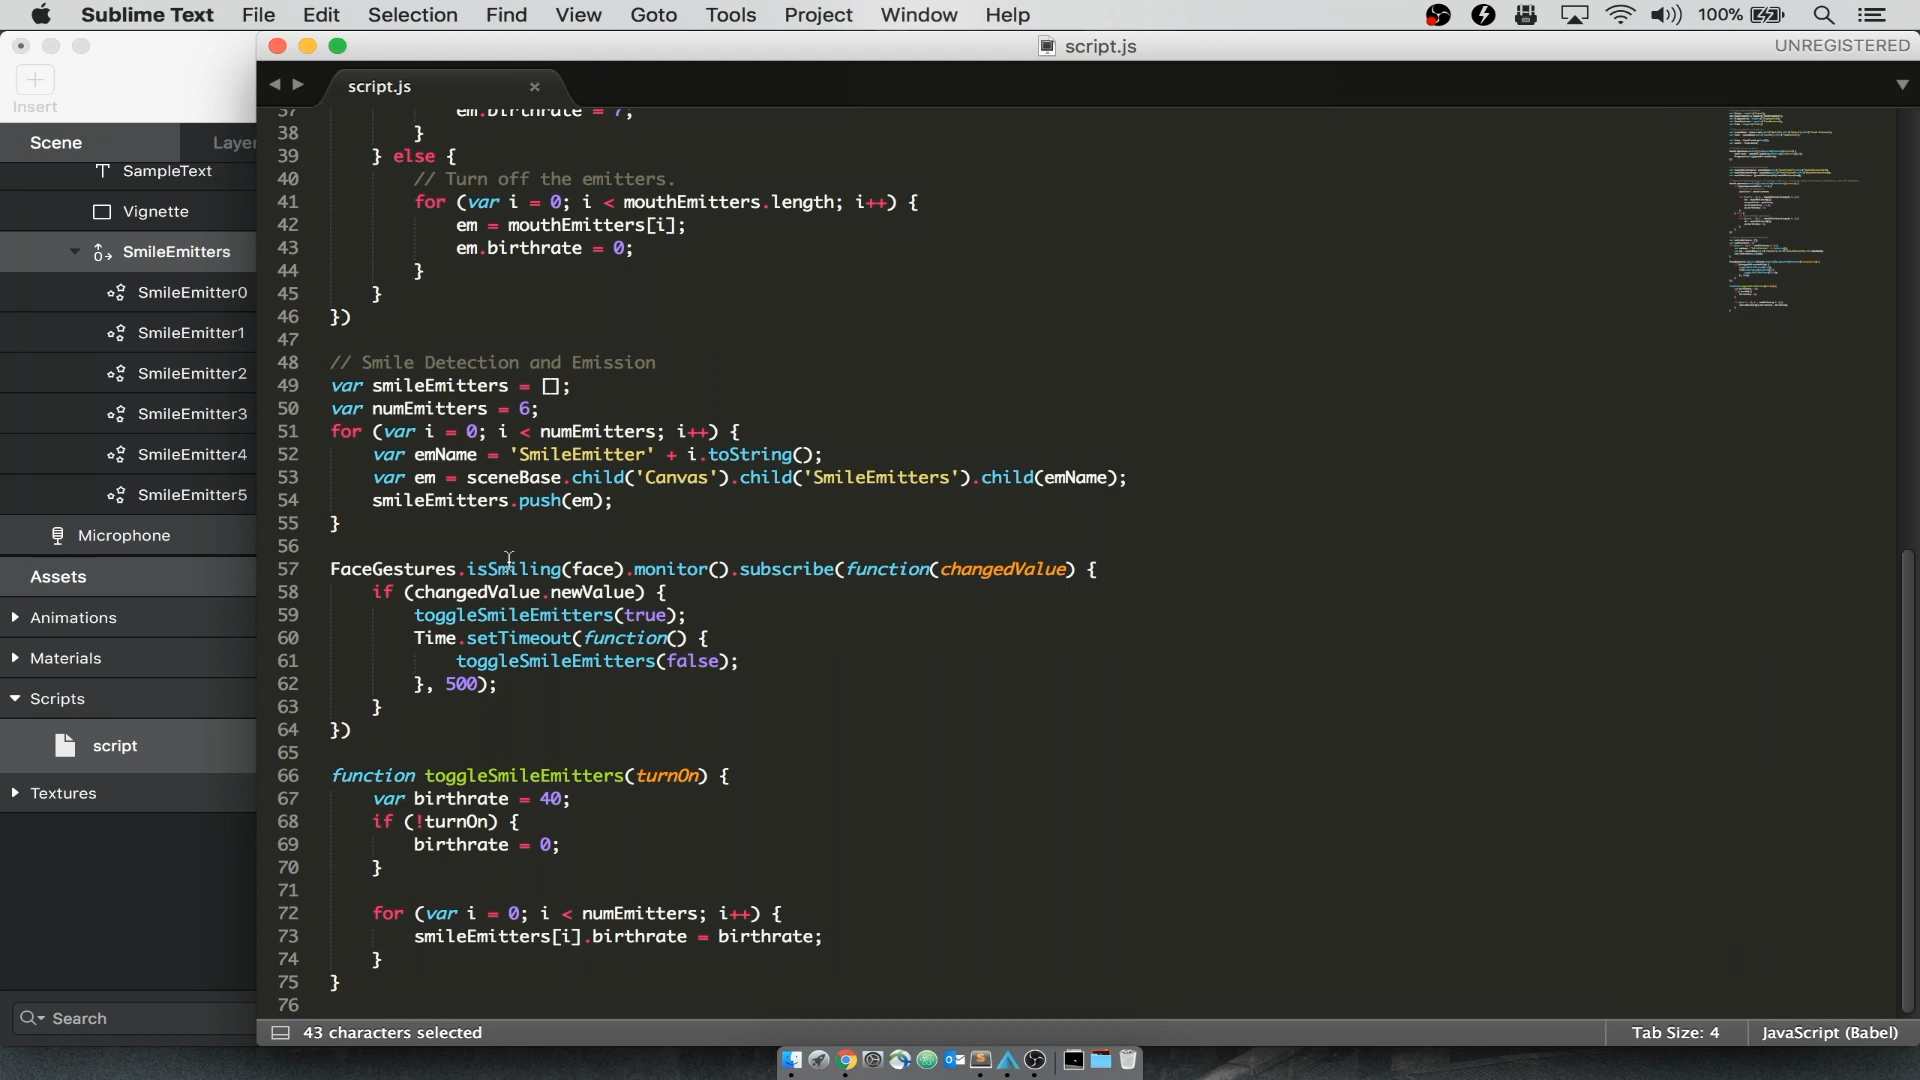 Sublime Text File Edit Selection Find View Goto Tools Project Window Help 100%
script.js UNREGISTERED
Insert
script.js
Scene Layer
SampleText
Vignette
SmileEmitters
SmileEmitter0
SmileEmitter1
SmileEmitter2
SmileEmitter3
SmileEmitter4
SmileEmitter5
Microphone
Assets
Animations
Materials
Scripts
script
Textures
Search
37 em.birthrate = 7;
38 }
39 } else {
40 // Turn off the emitters.
41 for (var i = 0; i < mouthEmitters.length; i++) {
42 em = mouthEmitters[i];
43 em.birthrate = 0;
44 }
45 }
46 })
47
48 // Smile Detection and Emission
49 var smileEmitters = [];
50 var numEmitters = 6;
51 for (var i = 0; i < numEmitters; i++) {
52 var emName = 'SmileEmitter' + i.toString();
53 var em = sceneBase.child('Canvas').child('SmileEmitters').child(emName);
54 smileEmitters.push(em);
55 }
56
57 FaceGestures.isSmiling(face).monitor().subscribe(function(changedValue) {
58 if (changedValue.newValue) {
59 toggleSmileEmitters(true);
60 Time.setTimeout(function() {
61 toggleSmileEmitters(false);
62 }, 500);
63 }
64 })
65
66 function toggleSmileEmitters(turnOn) {
67 var birthrate = 40;
68 if (!turnOn) {
69 birthrate = 0;
70 }
71
72 for (var i = 0; i < numEmitters; i++) {
73 smileEmitters[i].birthrate = birthrate;
74 }
75 }
76
43 characters selected Tab Size: 4 JavaScript (Babel)